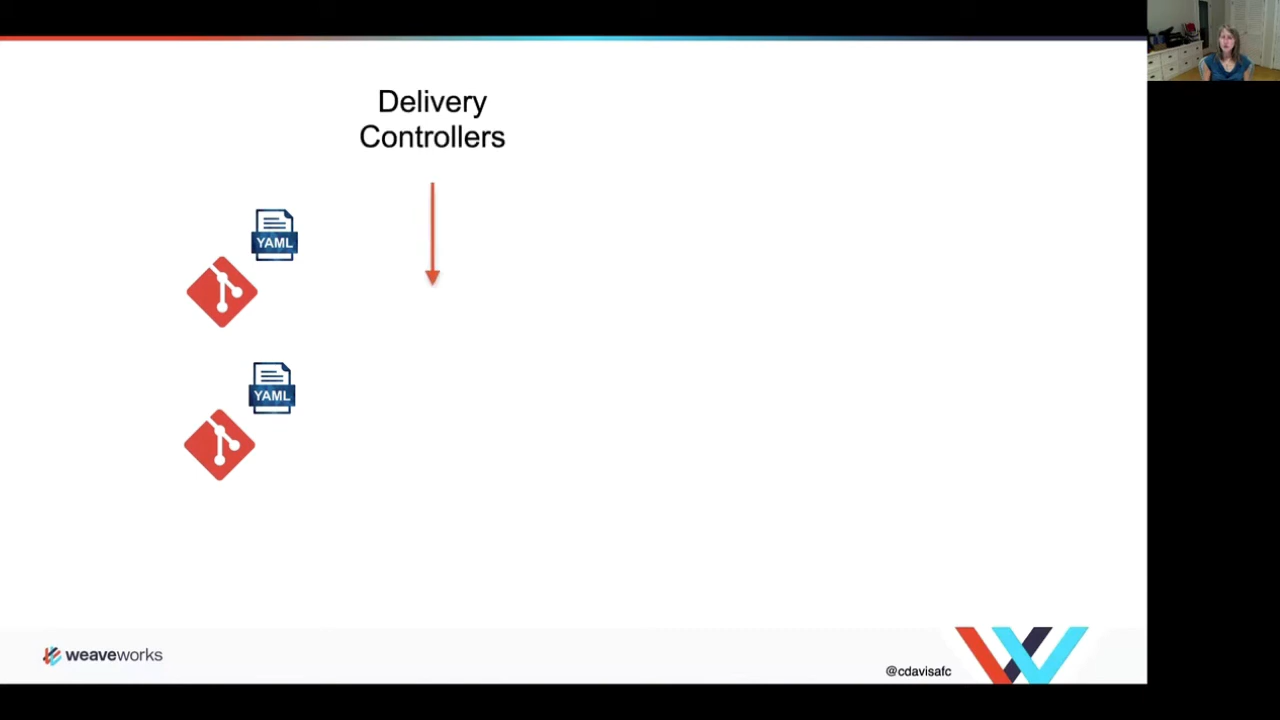 Delivery
Controllers
YAML
YAML
weaveworks
@cdavisafc